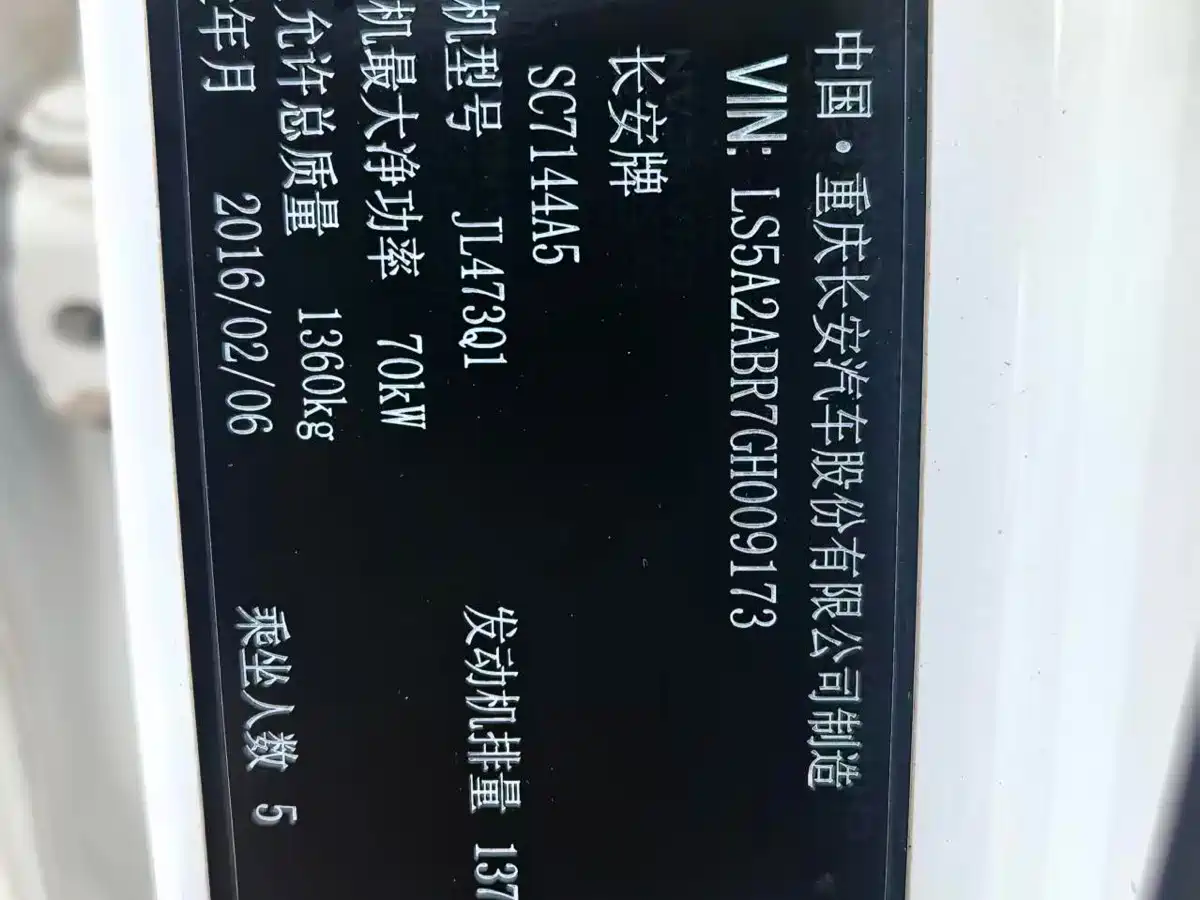 中国·重庆长安汽车股份有限公司制造
VIN: LS5A2ABR7GH009173
长安牌
SC7144A5
机型号 JL473Q1 发动机排量 137
机最大净功率 70kW
允许总质量 1360kg
年月 2016/02/06 乘坐人数 5